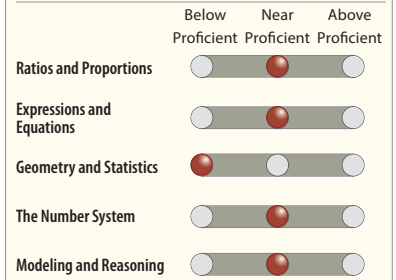 Below Near Above
Proficient Proficient Proficient
Ratios and Proportions
Expressions and
Equations
Geometry and Statistics
The Number System
Modeling and Reasoning